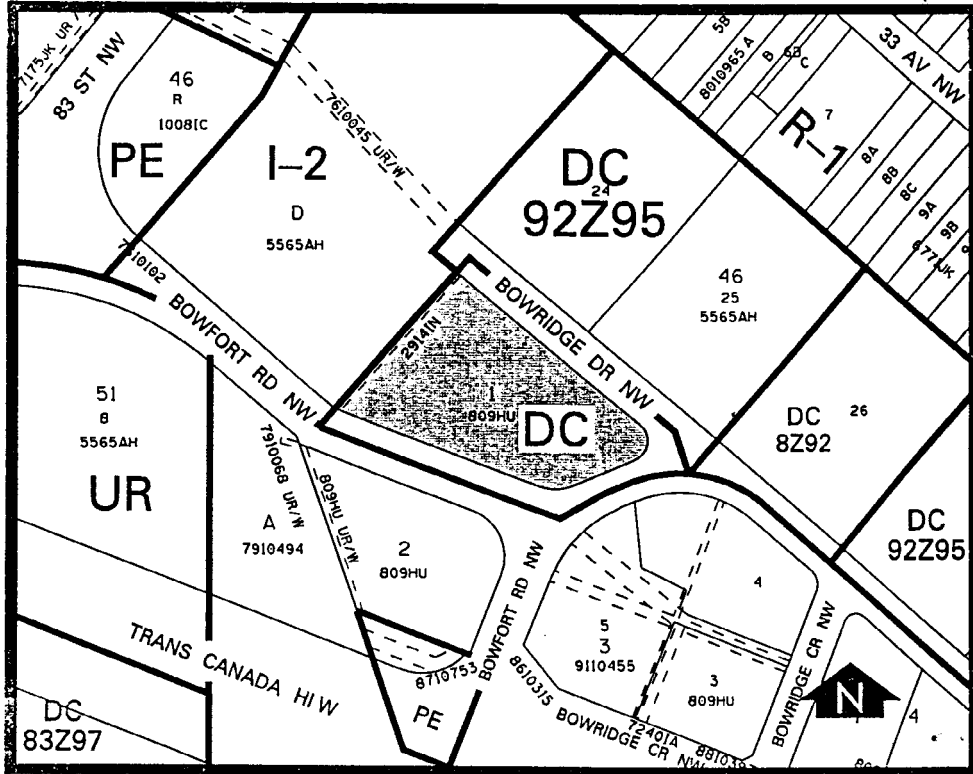 7175JK UR/
83 ST NW
46
R
1008IC
PE
7610045 UR/W
I-2
D
5565AH
7010102
BOWFORT RD NW
DC
24
92Z95
46
25
5565AH
5B
8010965 A
B
6B
C
33 AV NW
R-1
7
8A
8B
8C
9A
9B
677JK
BOWRIDGE DR NW
2914IN
1
809HU
DC
DC
8Z92
26
DC
92Z95
51
B
5565AH
UR
7910068 UR/W
809HU UR/W
A
7910494
2
809HU
BOWFORT RD NW
8710753
PE
TRANS CANADA HIW
DC
83Z97
8610315
5
3
9110455
4
3
809HU
BOWRIDGE CR NW
7240IA
BOWRIDGE CR NW
N
4